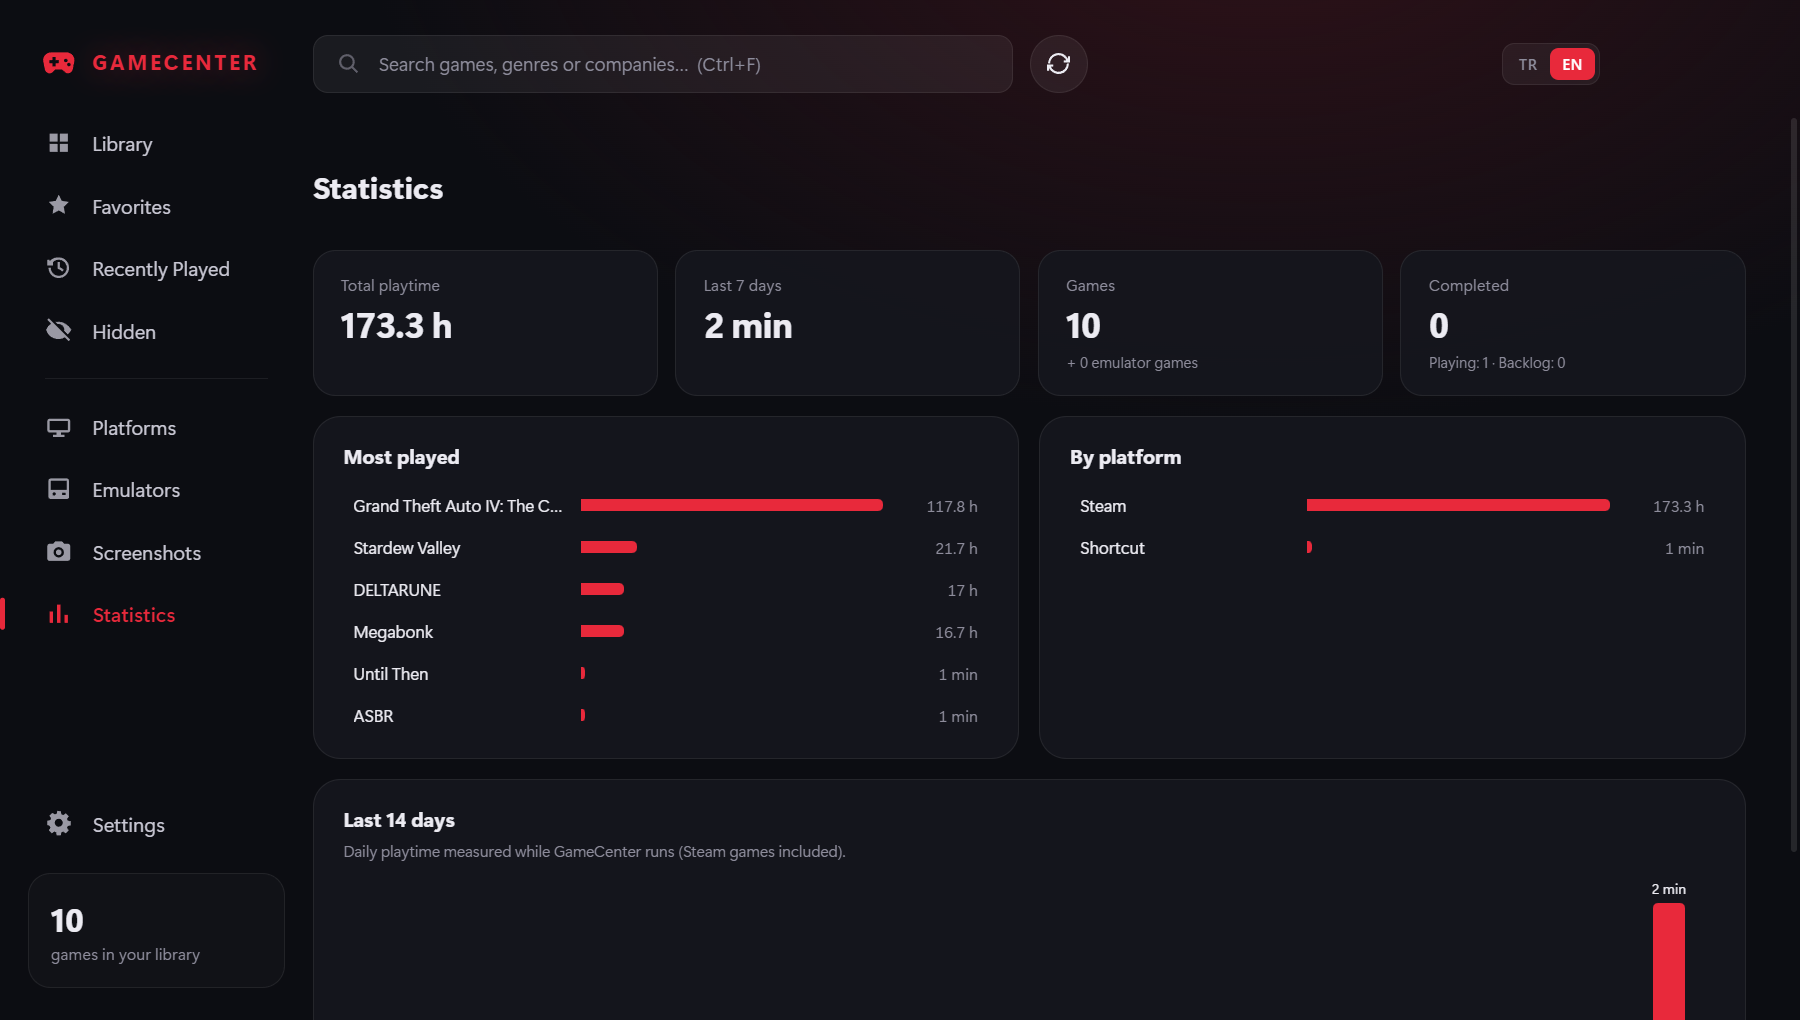 GAMECENTER
Search games, genres or companies... (Ctrl+F)
TR EN
Library
Favorites
Recently Played
Hidden
Platforms
Emulators
Screenshots
Statistics
Settings
10
games in your library
Statistics
Total playtime
173.3 h
Last 7 days
2 min
Games
10
+ 0 emulator games
Completed
0
Playing: 1 · Backlog: 0
Most played
Grand Theft Auto IV: The C... 117.8 h
Stardew Valley 21.7 h
DELTARUNE 17 h
Megabonk 16.7 h
Until Then 1 min
ASBR 1 min
By platform
Steam 173.3 h
Shortcut 1 min
Last 14 days
Daily playtime measured while GameCenter runs (Steam games included).
2 min